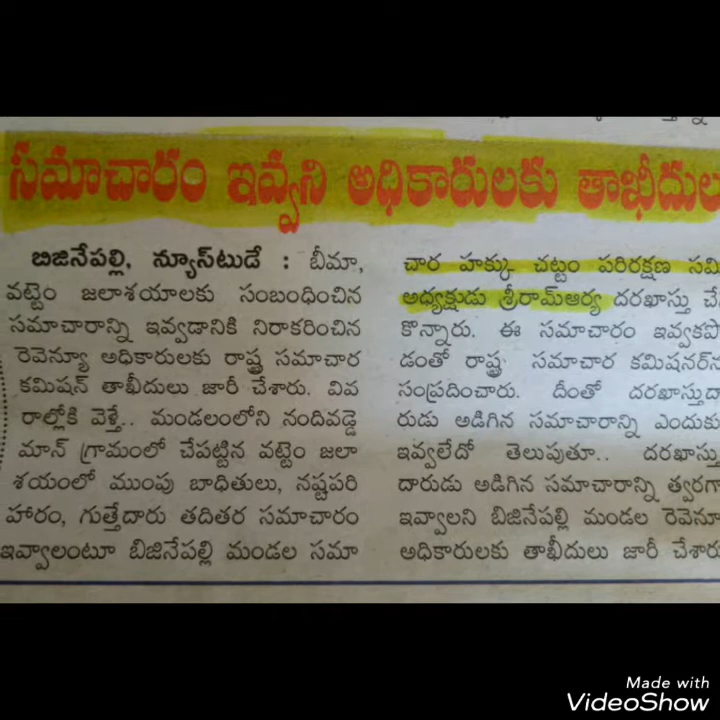 సమాచారం ఇవ్వని అధికారులకు తాఖీదుల
బిజినేపల్లి, న్యూస్‌టుడే : బీమా,
వట్టెం జలాశయాలకు సంబంధించిన
సమాచారాన్ని ఇవ్వడానికి నిరాకరించిన
రెవెన్యూ అధికారులకు రాష్ట్ర సమాచార
కమిషన్ తాఖీదులు జారీ చేశారు. వివ
రాల్లోకి వెళ్తే.. మండలంలోని నందివడ్డె
మాన్ గ్రామంలో చేపట్టిన వట్టెం జలా
శయంలో ముంపు బాధితులు, నష్టపరి
హారం, గుత్తేదారు తదితర సమాచారం
ఇవ్వాలంటూ బిజినేపల్లి మండల సమా
చార హక్కు చట్టం పరిరక్షణ సమి
అధ్యక్షుడు శ్రీరామ్‌ఆర్య దరఖాస్తు చే
కొన్నారు. ఈ సమాచారం ఇవ్వకపో
డంతో రాష్ట్ర సమాచార కమిషనర్‌న
సంప్రదించారు. దీంతో దరఖాస్తుదా
రుడు అడిగిన సమాచారాన్ని ఎందుకు
ఇవ్వలేదో తెలుపుతూ.. దరఖాస్తు
దారుడు అడిగిన సమాచారాన్ని త్వరగా
ఇవ్వాలని బిజినేపల్లి మండల రెవెన్యూ
అధికారులకు తాఖీదులు జారీ చేశారు
Made with
VideoShow